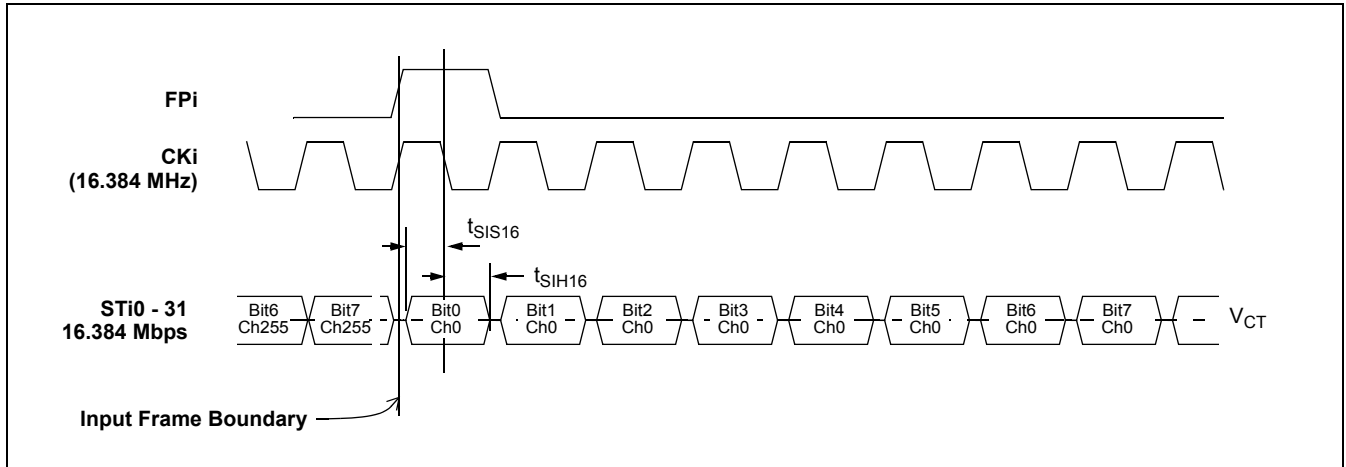 FPi
CKi
(16.384 MHz)
tSIS16
tSIH16
STi0 - 31
16.384 Mbps
Bit6
Ch255
Bit7
Ch255
Bit0
Ch0
Bit1
Ch0
Bit2
Ch0
Bit3
Ch0
Bit4
Ch0
Bit5
Ch0
Bit6
Ch0
Bit7
Ch0
VCT
Input Frame Boundary